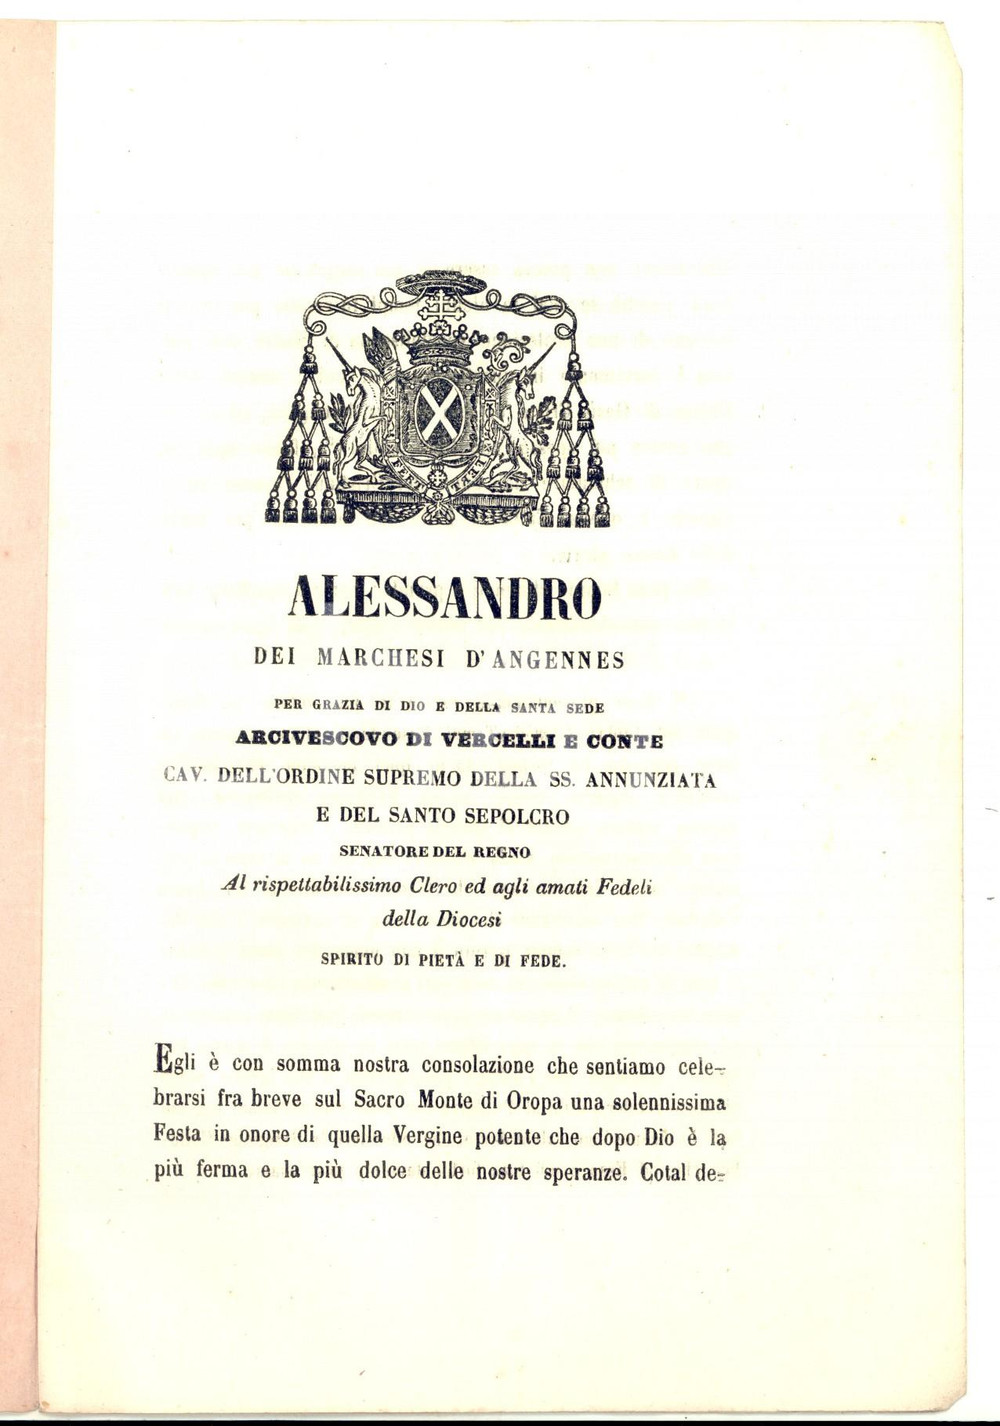 FERT
FERT
ALESSANDRO
DEI MARCHESI D'ANGENNES
PER GRAZIA DI DIO E DELLA SANTA SEDE
ARCIVESCOVO DI VERCELLI E CONTE
CAV. DELL'ORDINE SUPREMO DELLA SS. ANNUNZIATA
E DEL SANTO SEPOLCRO
SENATORE DEL REGNO
Al rispettabilissimo Clero ed agli amati Fedeli
della Diocesi
SPIRITO DI PIETÀ E DI FEDE.
Egli è con somma nostra consolazione che sentiamo cele-
brarsi fra breve sul Sacro Monte di Oropa una solennissima
Festa in onore di quella Vergine potente che dopo Dio è la
più ferma e la più dolce delle nostre speranze. Cotal de-